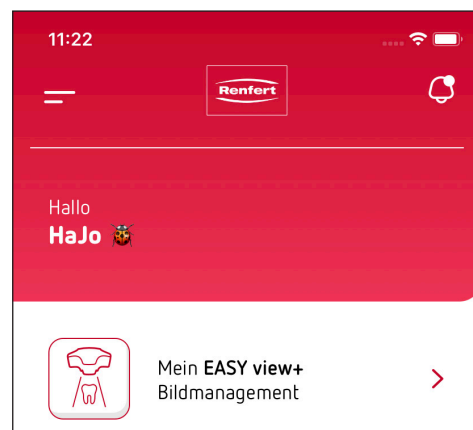 11:22
Renfert
Hallo
HaJo 🐞
Mein EASY view+
Bildmanagement